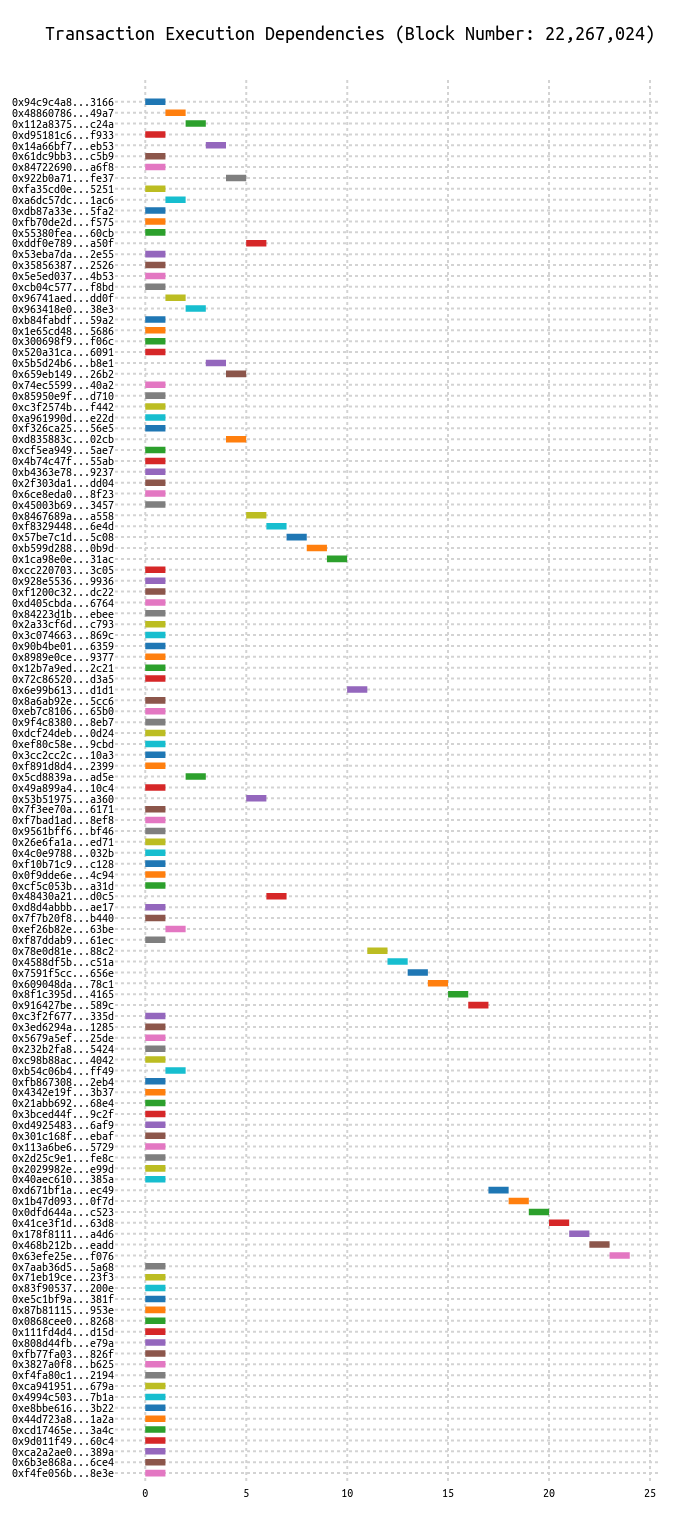 Transaction Execution Dependencies (Block Number: 22,267,024)
0x94c9c4a8...3166
0x48860786...49a7
0x112a8375...c24a
0xd95181c6...f933
0x14a66bf7...eb53
0x61dc9bb3...c5b9
0x84722690...a6f8
0x922b0a71...fe37
0xfa35cd0e...5251
0xa6dc57dc...1ac6
0xdb87a33e...5fa2
0xfb70de2d...f575
0x55380fea...60cb
0xddf0e789...a50f
0x53eba7da...2e55
0x35856387...2526
0x5e5ed037...4b53
0xcb04c577...f8bd
0x96741aed...dd0f
0x963418e0...38e3
0xb84fabdf...59a2
0x1e65cd48...5686
0x300698f9...f06c
0x520a31ca...6091
0x5b5d24b6...b8e1
0x659eb149...26b2
0x74ec5599...40a2
0x85950e9f...d710
0xc3f2574b...f442
0xa961990d...e22d
0xf326ca25...56e5
0xd835883c...02cb
0xcf5ea949...5ae7
0x4b74c47f...55ab
0xb4363e78...9237
0x2f303da1...dd04
0x6ce8eda0...8f23
0x45003b69...3457
0x8467689a...a558
0xf8329448...6e4d
0x57be7c1d...5c08
0xb599d288...0b9d
0x1ca98e0e...31ac
0xcc220703...3c05
0x928e5536...9936
0xf1200c32...dc22
0xd405cbda...6764
0x84223d1b...ebee
0x2a33cf6d...c793
0x3c074663...869c
0x90b4be01...6359
0x8989e0ce...9377
0x12b7a9ed...2c21
0x72c86520...d3a5
0x6e99b613...d1d1
0x8a6ab92e...5cc6
0xeb7c8106...65b0
0x9f4c8380...8eb7
0xdcf24deb...0d24
0xef80c58e...9cbd
0x3cc2cc2c...10a3
0xf891d8d4...2399
0x5cd8839a...ad5e
0x49a899a4...10c4
0x53b51975...a360
0x7f3ee70a...6171
0xf7bad1ad...8ef8
0x9561bff6...bf46
0x26e6fa1a...ed71
0x4c0e9788...032b
0xf10b71c9...c128
0x0f9dde6e...4c94
0xcf5c053b...a31d
0x48430a21...d0c5
0xd8d4abbb...ae17
0x7f7b20f8...b440
0xef26b82e...63be
0xf87ddab9...61ec
0x78e0d81e...88c2
0x4588df5b...c51a
0x7591f5cc...656e
0x609048da...78c1
0x8f1c395d...4165
0x916427be...589c
0xc3f2f677...335d
0x3ed6294a...1285
0x5679a5ef...25de
0x232b2fa8...5424
0xc98b88ac...4042
0xb54c06b4...ff49
0xfb867308...2eb4
0x4342e19f...3b37
0x21abb692...68e4
0x3bced44f...9c2f
0xd4925483...6af9
0x301c168f...ebaf
0x113a6be6...5729
0x2d25c9e1...fe8c
0x2029982e...e99d
0x40aec610...385a
0xd671bf1a...ec49
0x1b47d093...0f7d
0x0dfd644a...c523
0x41ce3f1d...63d8
0x178f8111...a4d6
0x468b212b...eadd
0x63efe25e...f076
0x7aab36d5...5a68
0x71eb19ce...23f3
0x83f90537...200e
0xe5c1bf9a...381f
0x87b81115...953e
0x0868cee0...8268
0x111fd4d4...d15d
0x808d44fb...e79a
0xfb77fa03...826f
0x3827a0f8...b625
0xf4fa80c1...2194
0xca941951...679a
0x4994c503...7b1a
0xe8bbe616...3b22
0x44d723a8...1a2a
0xcd17465e...3a4c
0x9d011f49...60c4
0xca2a2ae0...389a
0x6b3e868a...6ce4
0xf4fe056b...8e3e
0 5 10 15 20 25